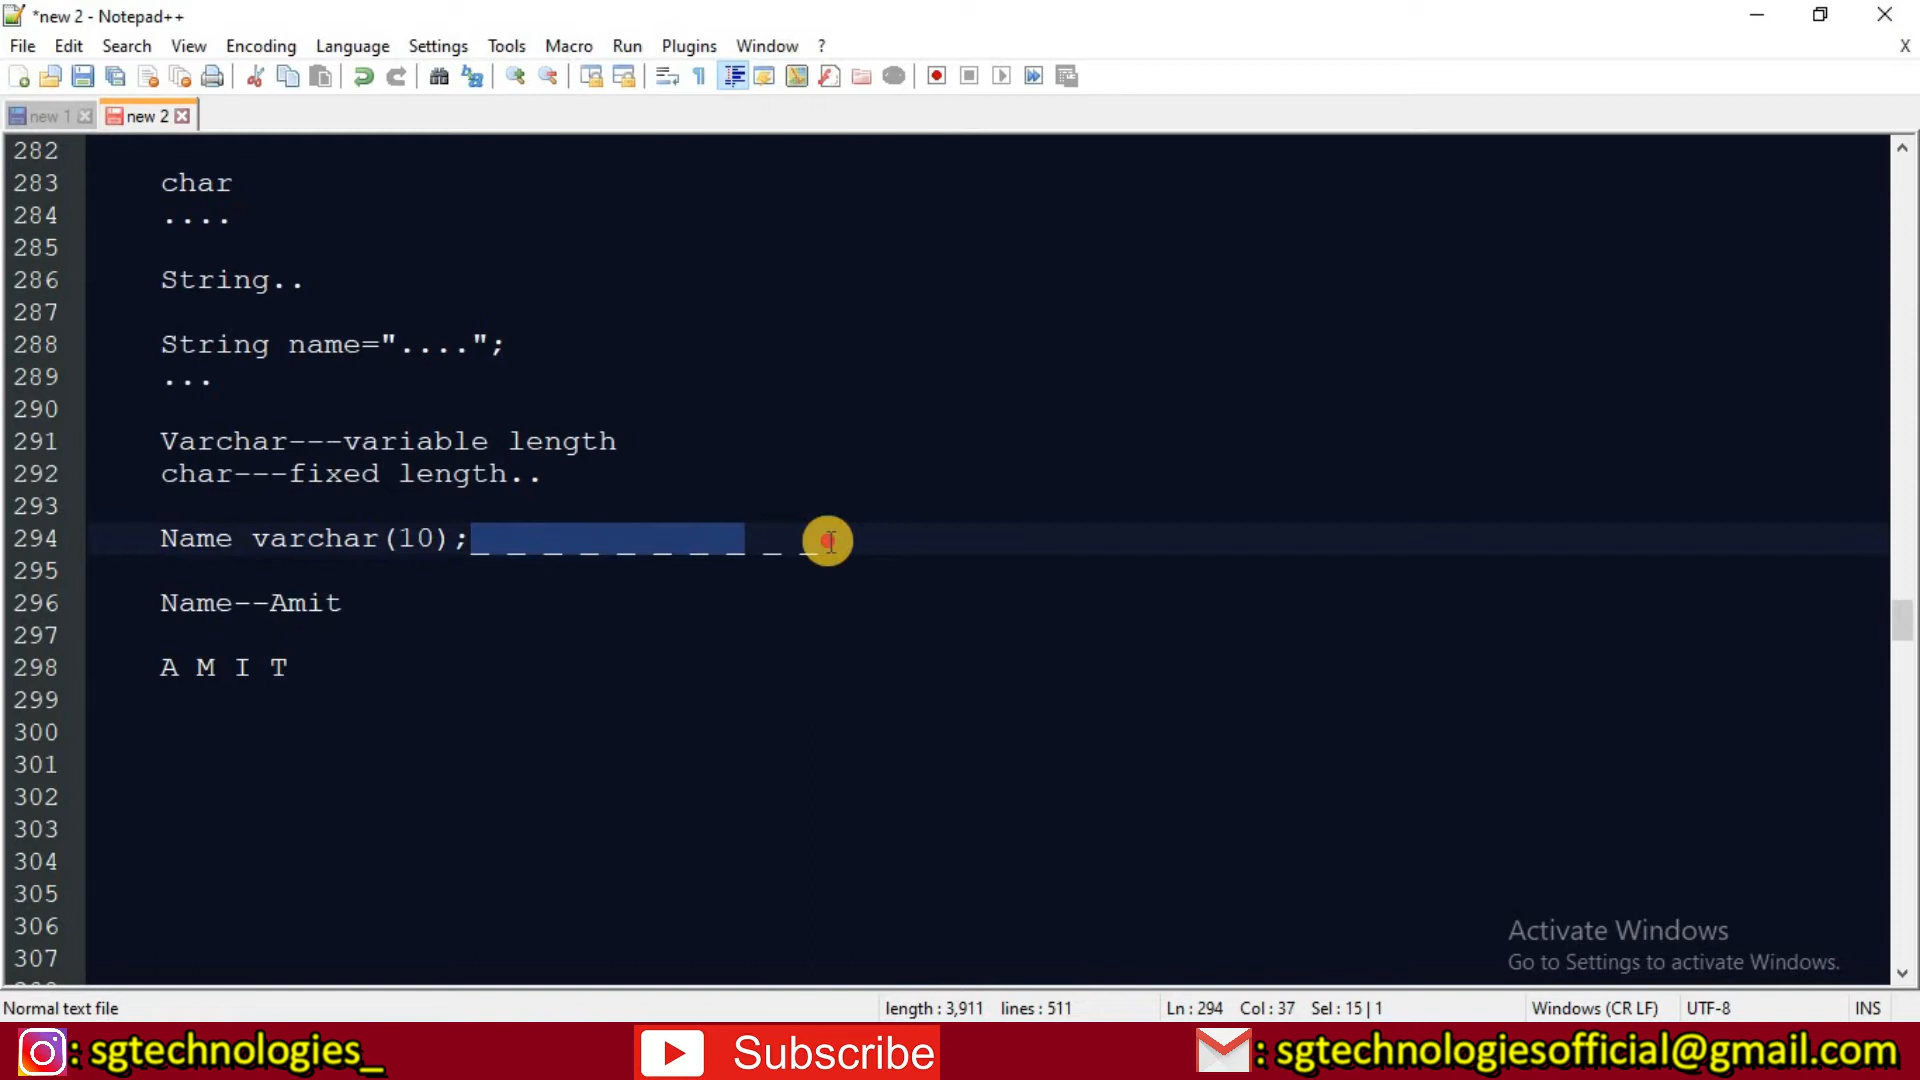 *new 2 - Notepad++
File Edit Search View Encoding Language Settings Tools Macro Run Plugins Window ? X
new 1 new 2
282
283 char
284 ....
285
286 String..
287
288 String name="....";
289 ...
290
291 Varchar---variable length
292 char---fixed length..
293
294 Name varchar(10);_ _ _ _ _ _ _ _ _ _
295
296 Name--Amit
297
298 A M I T
299
300
301
302
303
304
305
306
307
Activate Windows
Go to Settings to activate Windows.
Normal text file length : 3,911 lines : 511 Ln : 294 Col : 37 Sel : 15 | 1 Windows (CR LF) UTF-8 INS
: sgtechnologies_ Subscribe : sgtechnologiesofficial@gmail.com